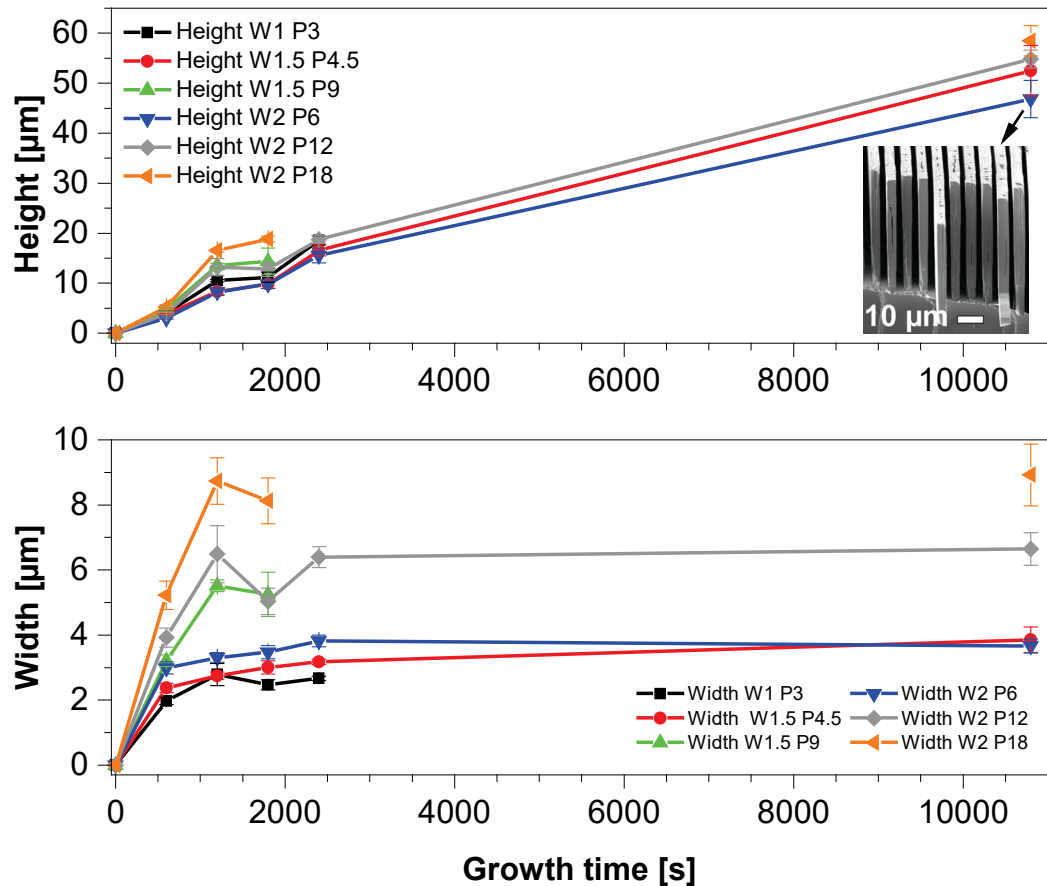 Height [µm]
60
50
40
30
20
10
0
Height W1 P3
Height W1.5 P4.5
Height W1.5 P9
Height W2 P6
Height W2 P12
Height W2 P18
10 µm
0 2000 4000 6000 8000 10000
Width [µm]
10
8
6
4
2
0
Width W1 P3 Width W2 P6
Width W1.5 P4.5 Width W2 P12
Width W1.5 P9 Width W2 P18
0 2000 4000 6000 8000 10000
Growth time [s]